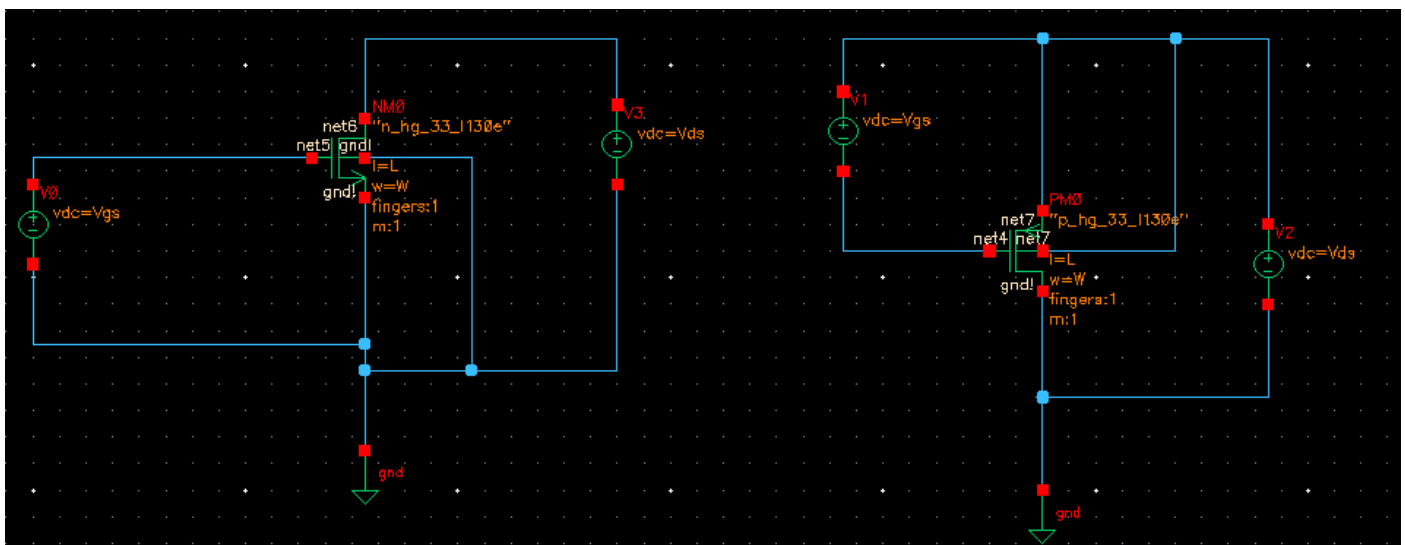 NM0
"n_hg_33_l130e"
net6
net5 gnd!
l=L
gnd!
w=W
fingers:1
m:1
V0
vdc=Vgs
V3
vdc=Vds
gnd
V1
vdc=Vgs
PM0
net7
"p_hg_33_l130e"
net4 net7
l=L
w=W
gnd!
fingers:1
m:1
V2
vdc=Vds
gnd